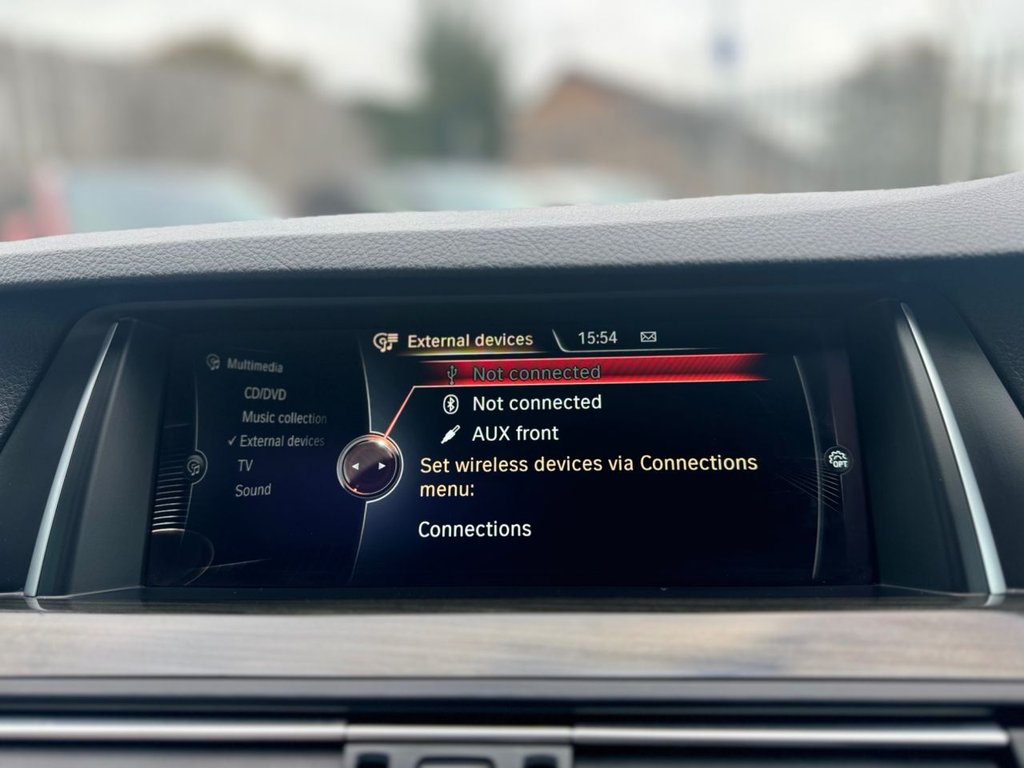 External devices 15:54
Multimedia
CD/DVD
Music collection
✓ External devices
TV
Sound
Not connected
Not connected
AUX front
Set wireless devices via Connections
menu:
Connections
OPT